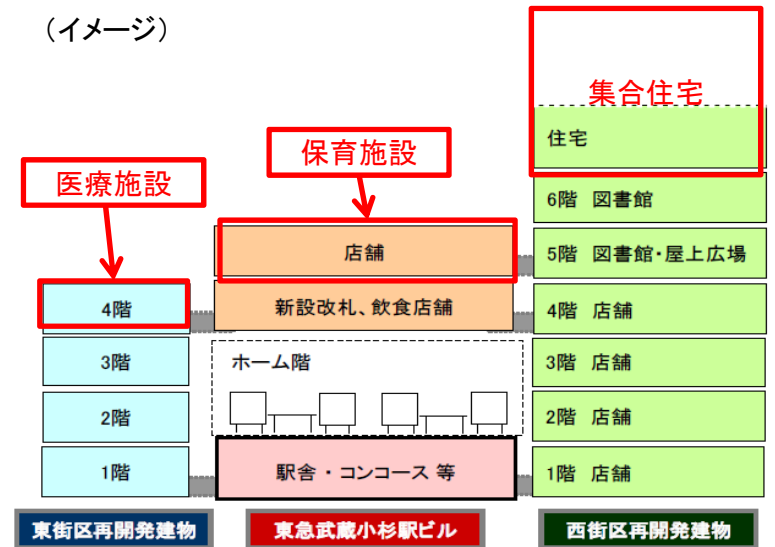 (イメージ)
集合住宅
住宅
保育施設
医療施設
6階 図書館
店舗
5階 図書館・屋上広場
4階
新設改札、飲食店舗
4階 店舗
3階
ホーム階
3階 店舗
2階
2階 店舗
1階
駅舎・コンコース 等
1階 店舗
東街区再開発建物
東急武蔵小杉駅ビル
西街区再開発建物